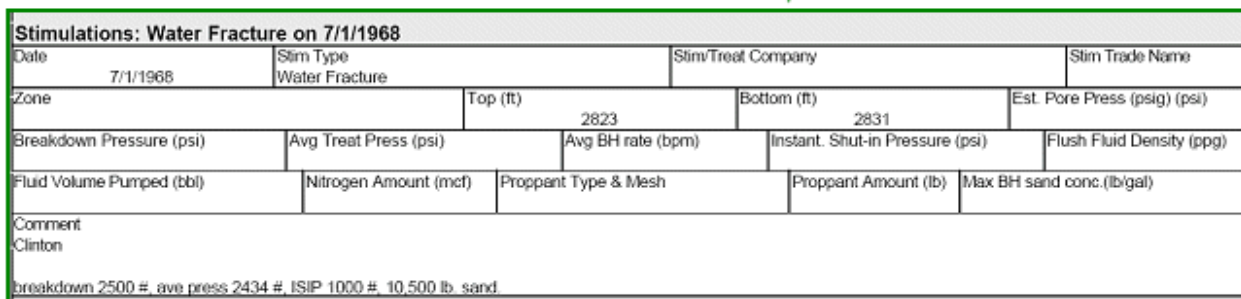 Stimulations: Water Fracture on 7/1/1968
Date Stim Type Stim/Treat Company Stim Trade Name
7/1/1968 Water Fracture
Zone Top (ft) Bottom (ft) Est. Pore Press (psig) (psi)
2823 2831
Breakdown Pressure (psi) Avg Treat Press (psi) Avg BH rate (bpm) Instant. Shut-in Pressure (psi) Flush Fluid Density (ppg)
Fluid Volume Pumped (bbl) Nitrogen Amount (mcf) Proppant Type & Mesh Proppant Amount (lb) Max BH sand conc.(lb/gal)
Comment
Clinton
breakdown 2500 #, ave press 2434 #, ISIP 1000 #, 10,500 lb. sand.